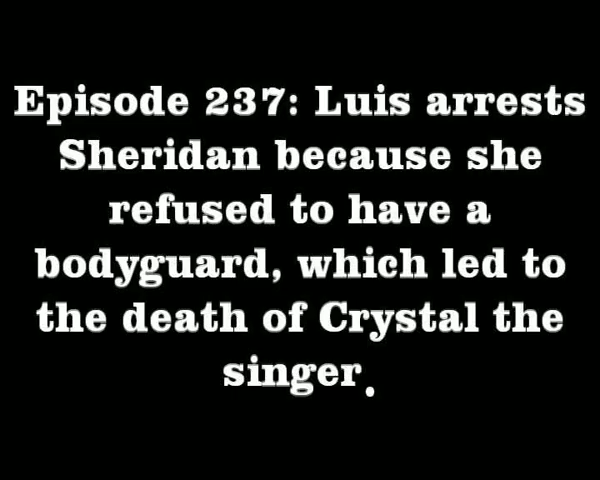 Episode 237: Luis arrests
Sheridan because she
refused to have a
bodyguard, which led to
the death of Crystal the
singer.